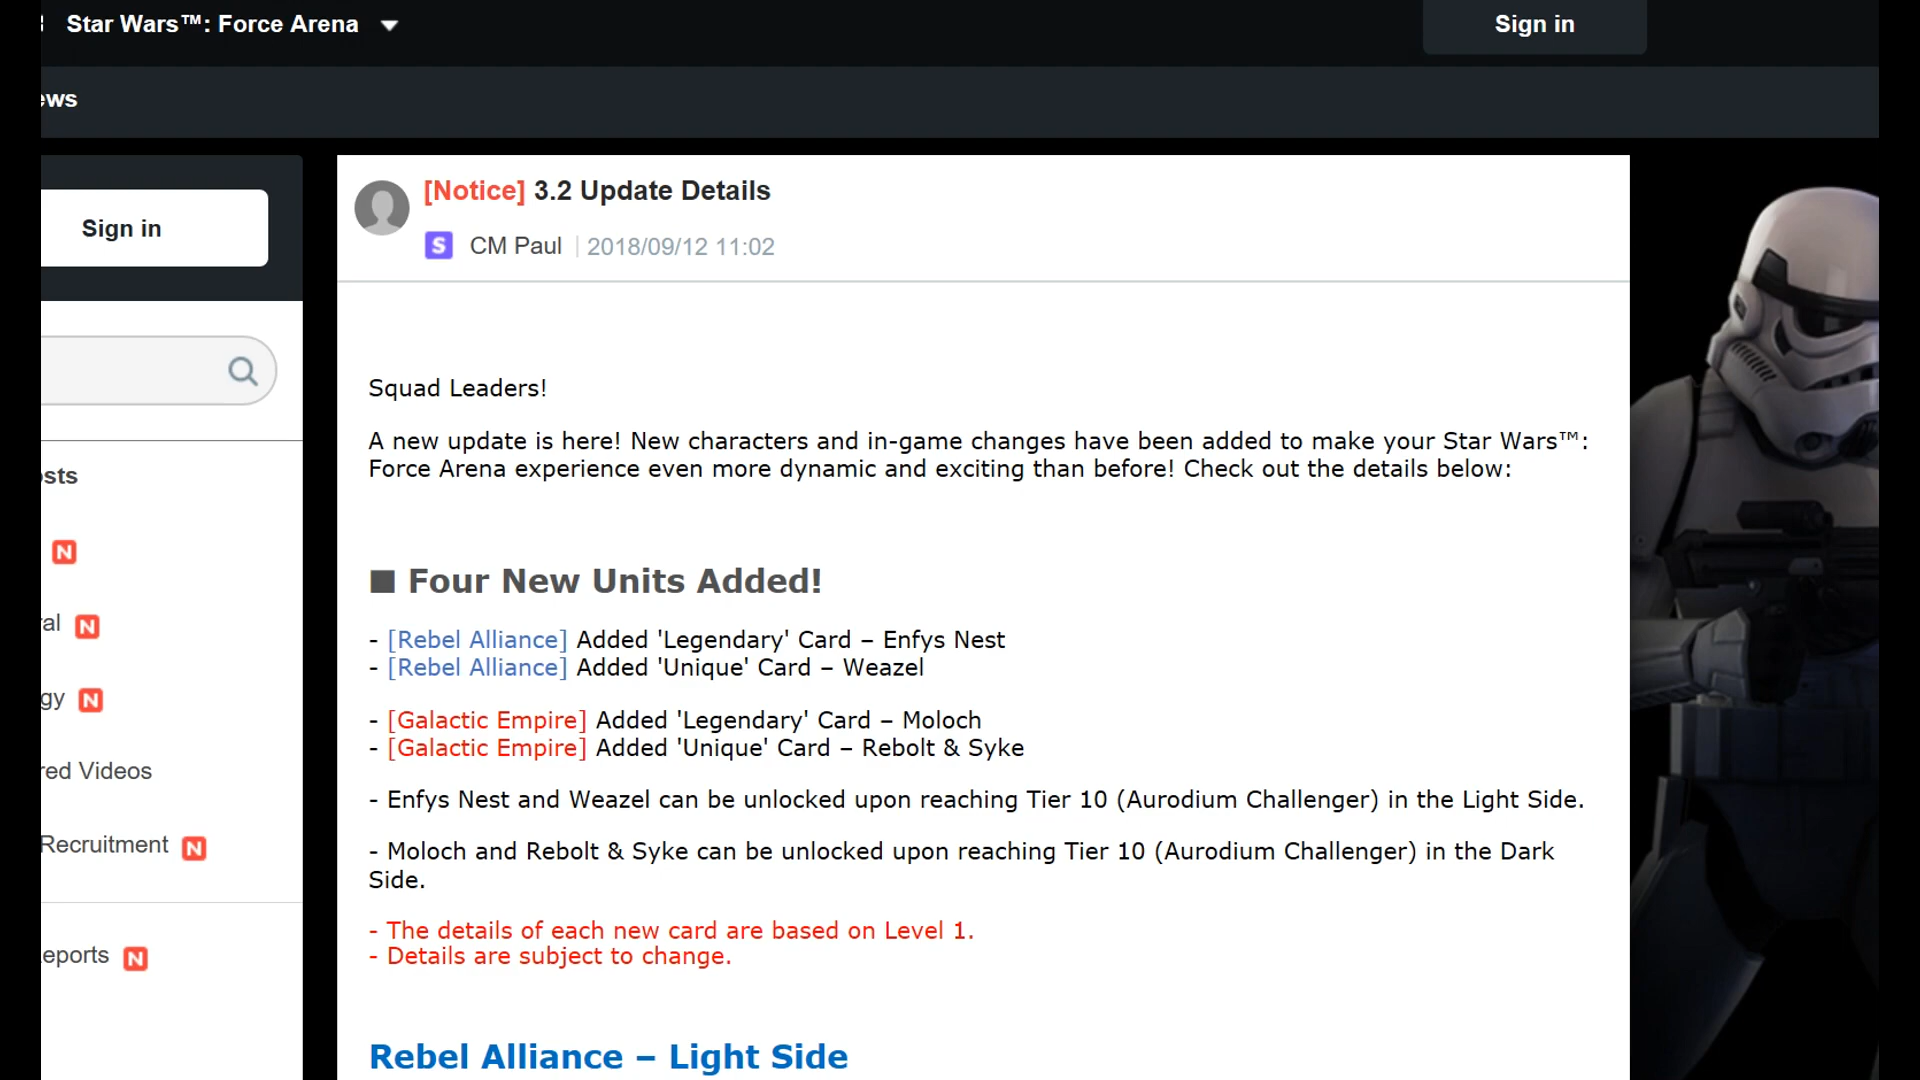 Star Wars™: Force Arena
Sign in
ews
Sign in
osts
N
ral N
gy N
red Videos
Recruitment N
eports N
[Notice] 3.2 Update Details
S CM Paul 2018/09/12 11:02
Squad Leaders!
A new update is here! New characters and in-game changes have been added to make your Star Wars™:
Force Arena experience even more dynamic and exciting than before! Check out the details below:
■ Four New Units Added!
- [Rebel Alliance] Added 'Legendary' Card – Enfys Nest
- [Rebel Alliance] Added 'Unique' Card – Weazel
- [Galactic Empire] Added 'Legendary' Card – Moloch
- [Galactic Empire] Added 'Unique' Card – Rebolt & Syke
- Enfys Nest and Weazel can be unlocked upon reaching Tier 10 (Aurodium Challenger) in the Light Side.
- Moloch and Rebolt & Syke can be unlocked upon reaching Tier 10 (Aurodium Challenger) in the Dark
Side.
- The details of each new card are based on Level 1.
- Details are subject to change.
Rebel Alliance – Light Side